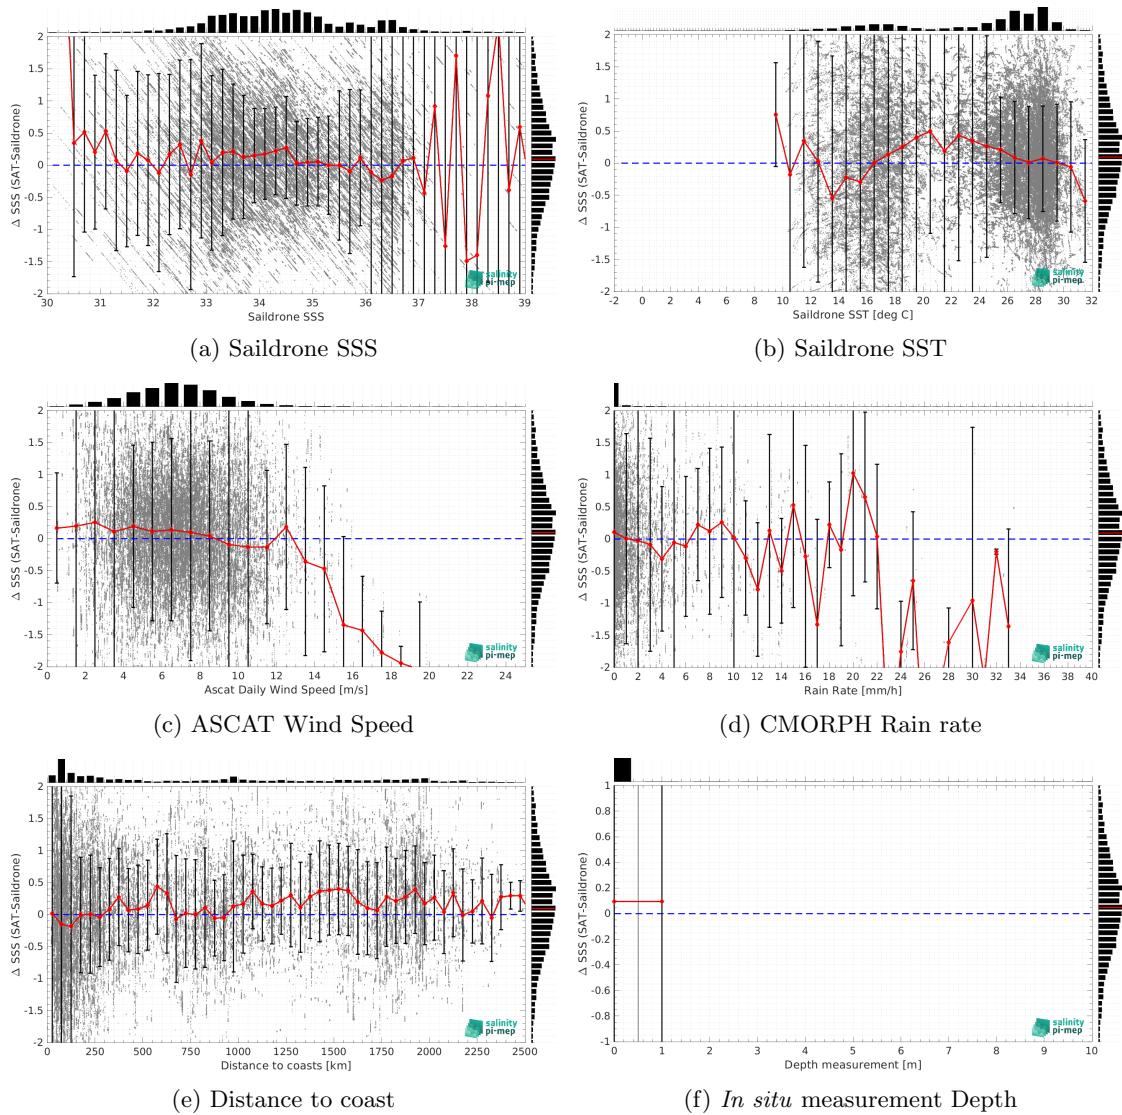 2
1.5
1
0.5
0
-0.5
-1
-1.5
-2
Δ SSS (SAT-Saildrone)
30 31 32 33 34 35 36 37 38 39
Saildrone SSS
salinity
pi-mep
(a) Saildrone SSS
2
1.5
1
0.5
0
-0.5
-1
-1.5
-2
Δ SSS (SAT-Saildrone)
-2 0 2 4 6 8 10 12 14 16 18 20 22 24 26 28 30 32
Saildrone SST [deg C]
salinity
pi-mep
(b) Saildrone SST
2
1.5
1
0.5
0
-0.5
-1
-1.5
-2
Δ SSS (SAT-Saildrone)
0 2 4 6 8 10 12 14 16 18 20 22 24
Ascat Daily Wind Speed [m/s]
salinity
pi-mep
(c) ASCAT Wind Speed
2
1.5
1
0.5
0
-0.5
-1
-1.5
-2
Δ SSS (SAT-Saildrone)
0 2 4 6 8 10 12 14 16 18 20 22 24 26 28 30 32 34 36 38 40
Rain Rate [mm/h]
salinity
pi-mep
(d) CMORPH Rain rate
2
1.5
1
0.5
0
-0.5
-1
-1.5
-2
Δ SSS (SAT-Saildrone)
0 250 500 750 1000 1250 1500 1750 2000 2250 2500
Distance to coasts [km]
salinity
pi-mep
(e) Distance to coast
1
0.8
0.6
0.4
0.2
0
-0.2
-0.4
-0.6
-0.8
-1
Δ SSS (SAT-Saildrone)
0 1 2 3 4 5 6 7 8 9 10
Depth measurement [m]
salinity
pi-mep
(f) In situ measurement Depth